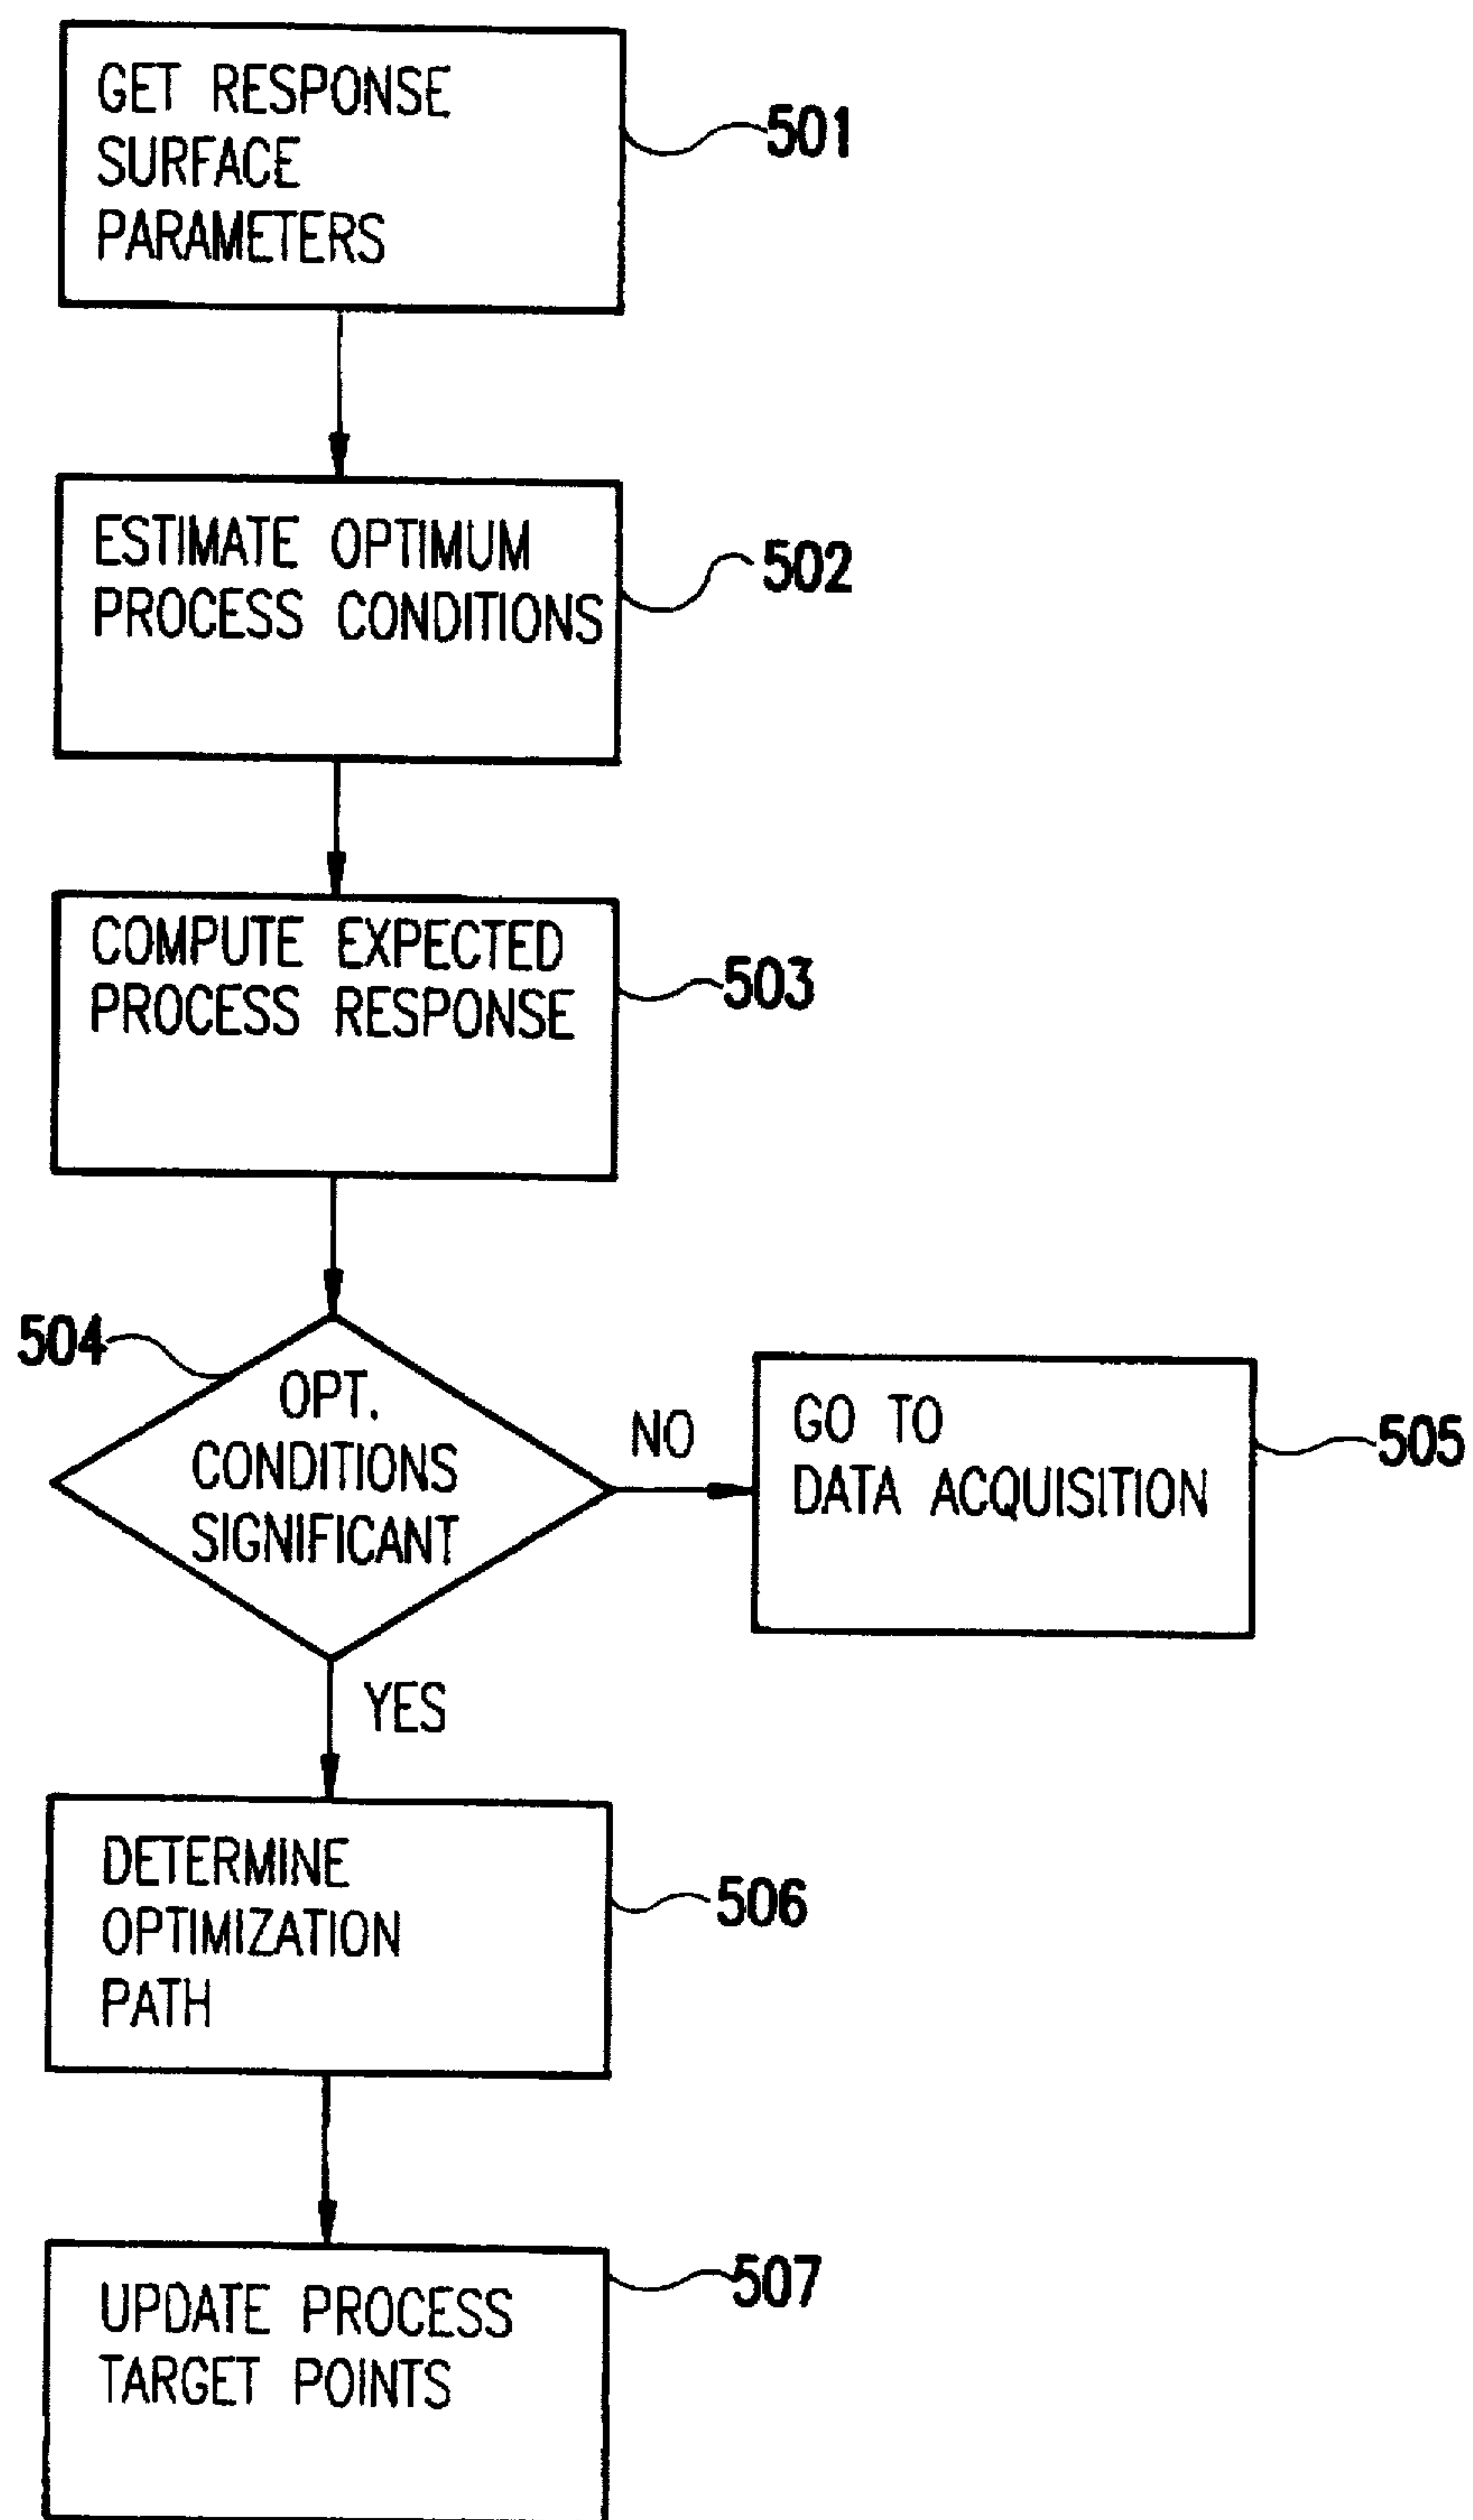 GET RESPONSE
SURFACE
PARAMETERS
501
ESTIMATE OPTIMUM
PROCESS CONDITIONS
502
COMPUTE EXPECTED
PROCESS RESPONSE
503
504
OPT.
CONDITIONS
SIGNIFICANT
NO
GO TO
DATA ACQUISITION
505
YES
DETERMINE
OPTIMIZATION
PATH
506
UPDATE PROCESS
TARGET POINTS
507